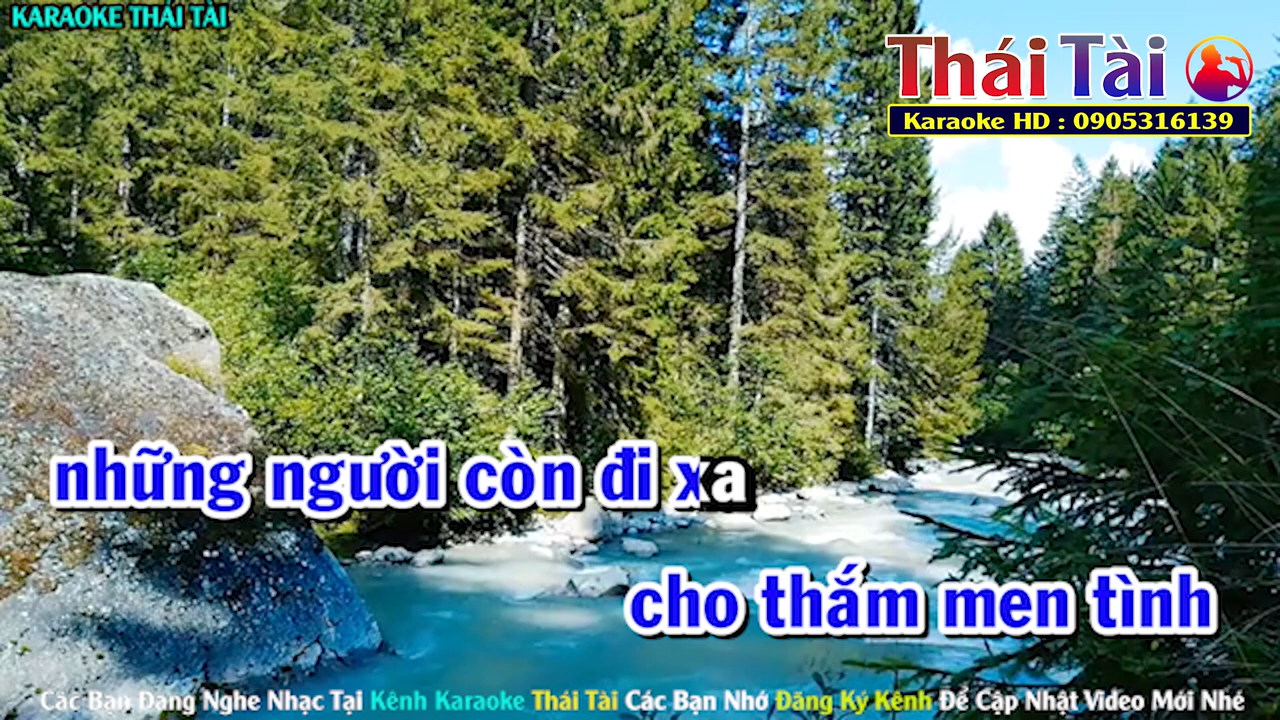 KARAOKE THÁI TÀI
Thái Tài
Karaoke HD : 0905316139
những người còn đi xa
cho thắm men tình
Các Bạn Đang Nghe Nhạc Tại Kênh Karaoke Thái Tài Các Bạn Nhớ Đăng Ký Kênh Để Cập Nhật Video Mới Nhé